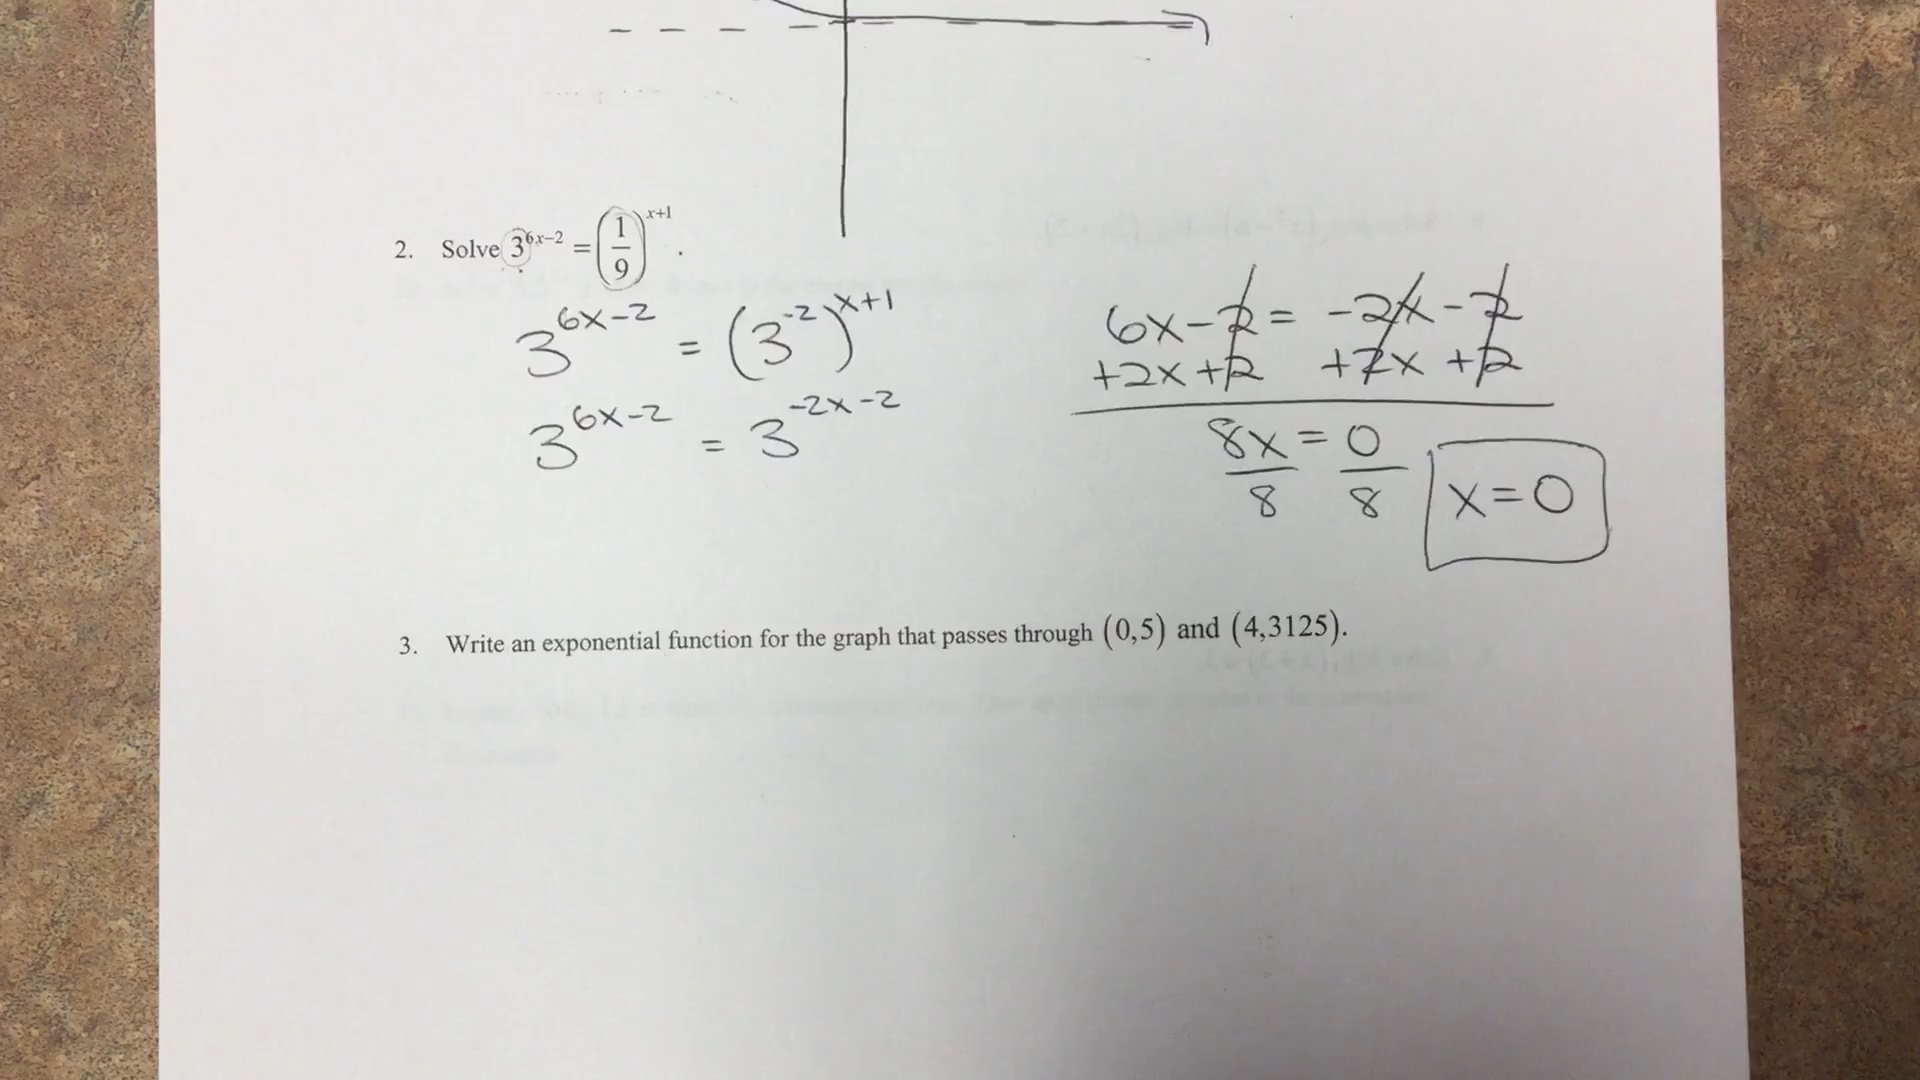 2. Solve 3^{6x-2} = (1/9)^{x+1}.
3^{6x-2} = (3^{-2})^{x+1}
3^{6x-2} = 3^{-2x-2}
6x-2 = -2x-2
+2x+2 +2x+2
8x = 0
8 8
x=0
3. Write an exponential function for the graph that passes through (0,5) and (4,3125).